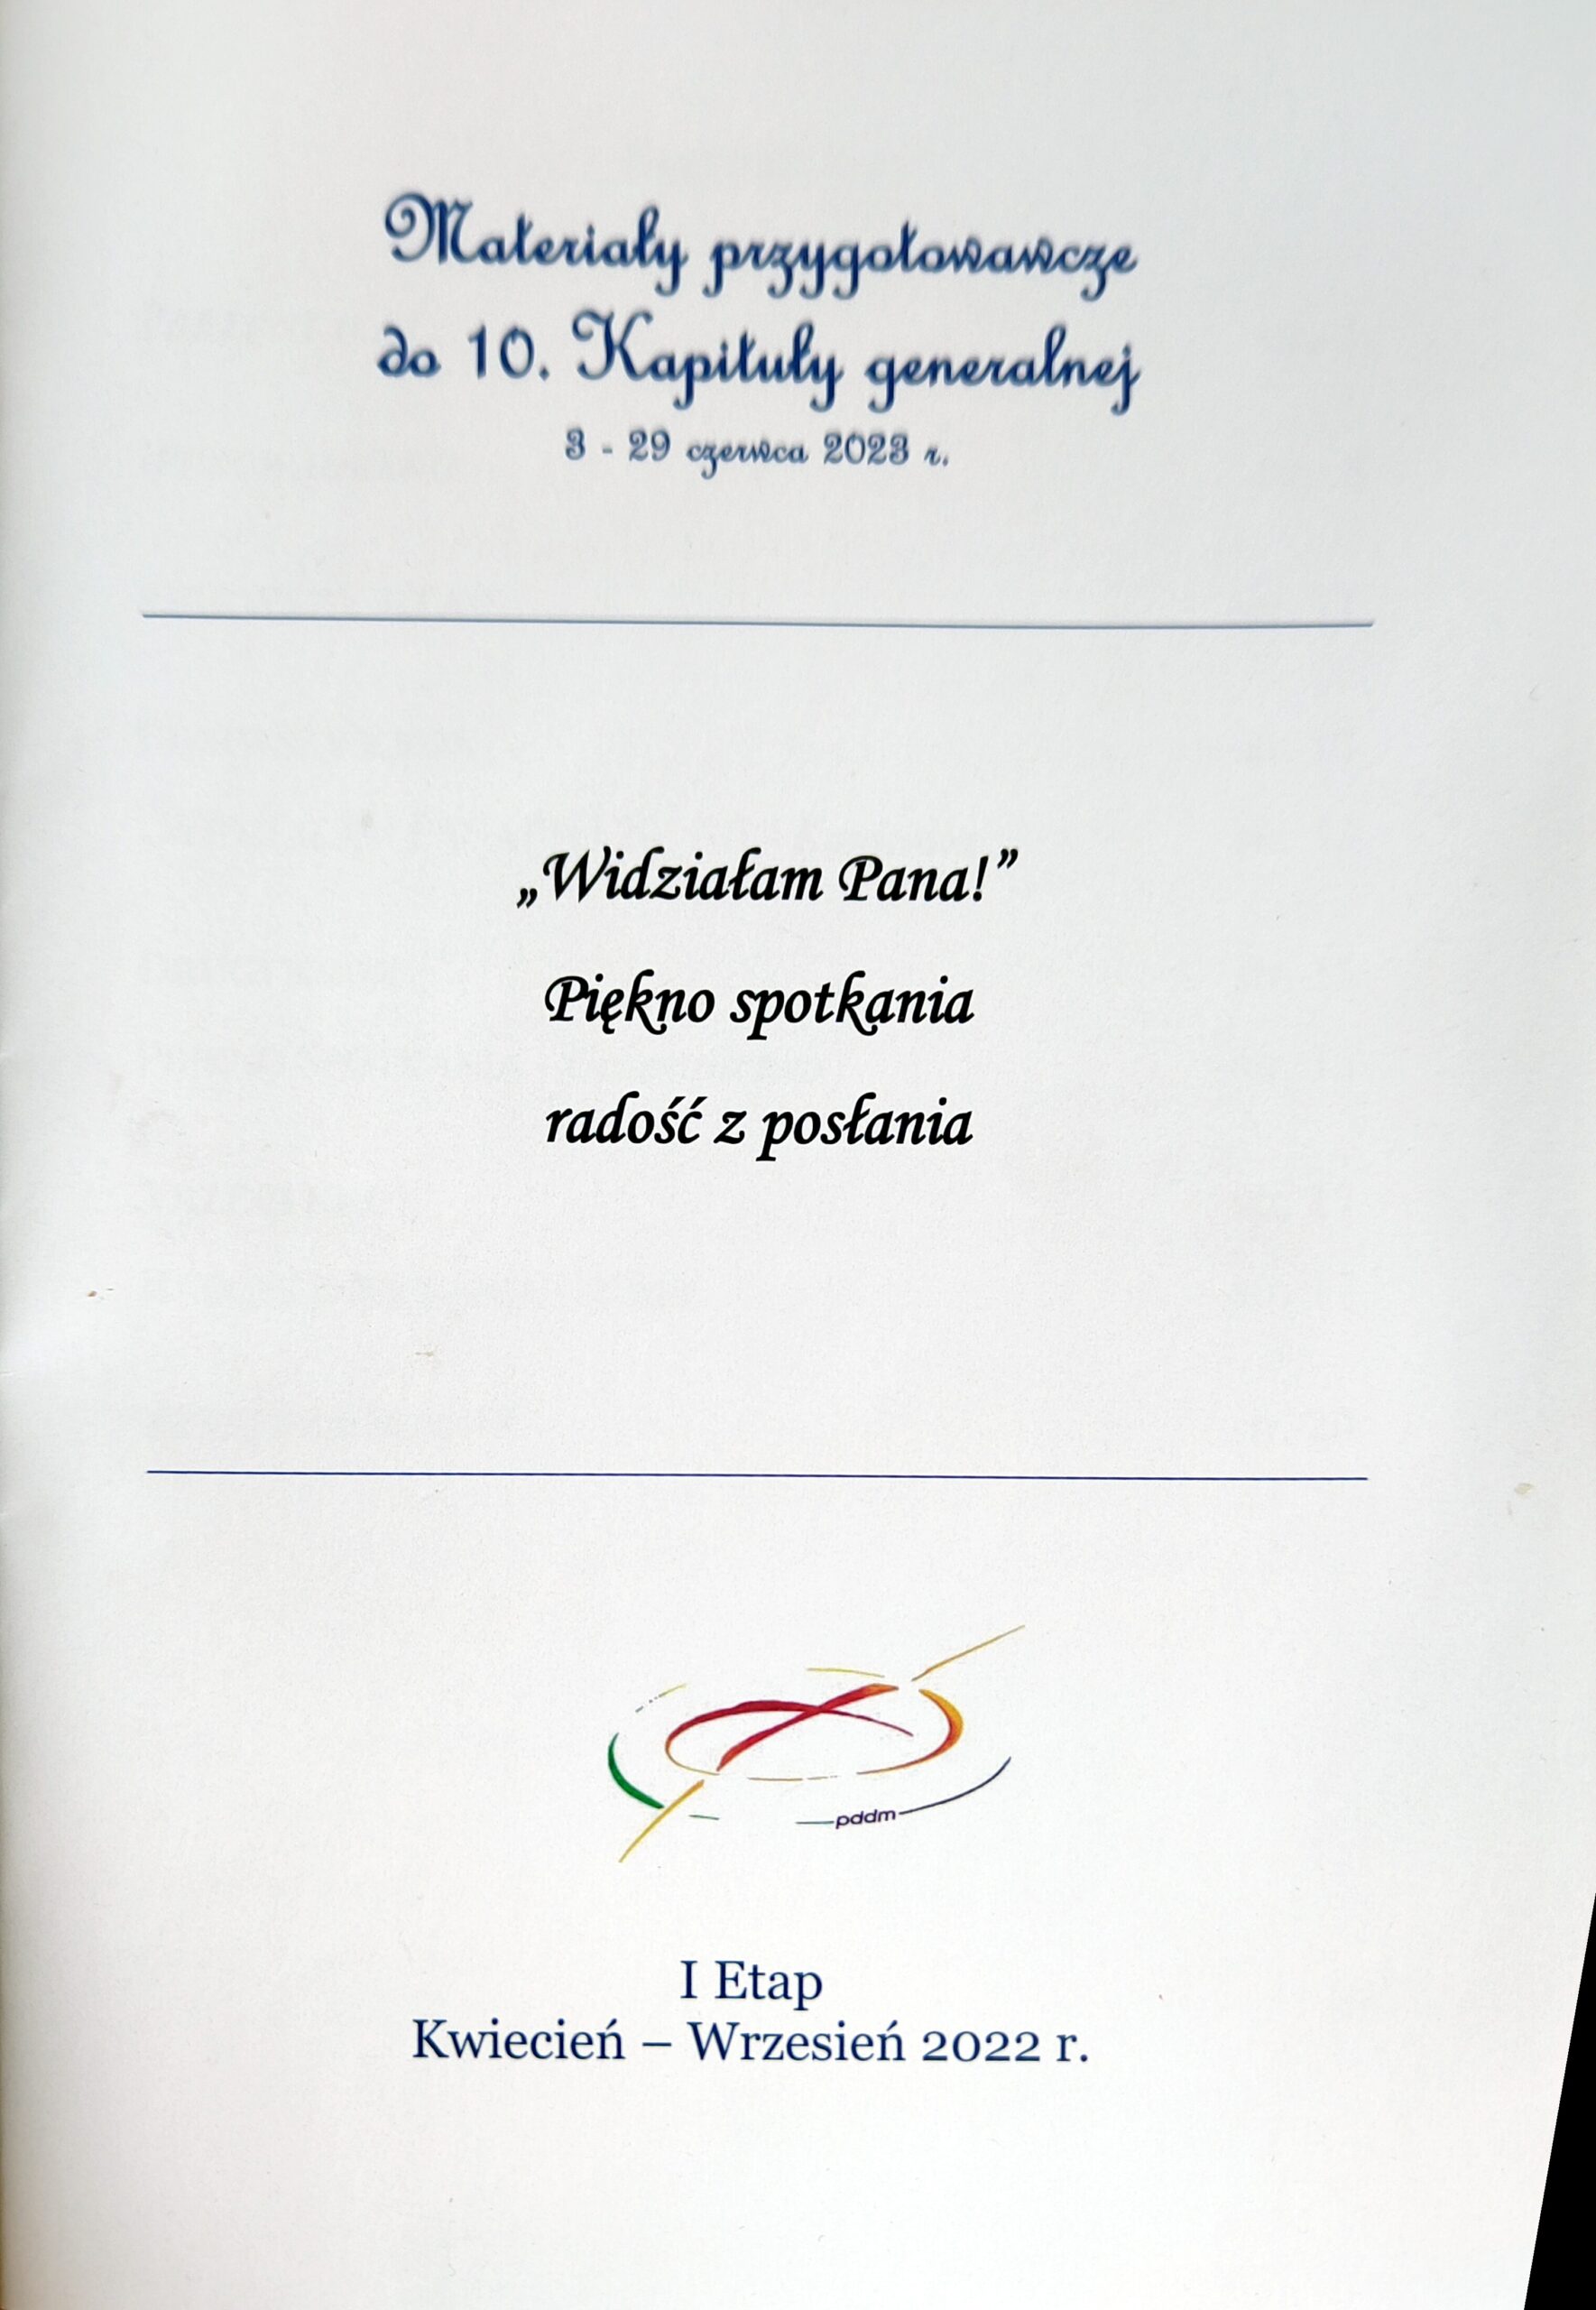 Materiały przygotowawcze
do 10. Kapituły generalnej
3 - 29 czerwca 2023 r.
„Widziałam Pana!”
Piękno spotkania
radość z posłania
pddm
I Etap
Kwiecień – Wrzesień 2022 r.